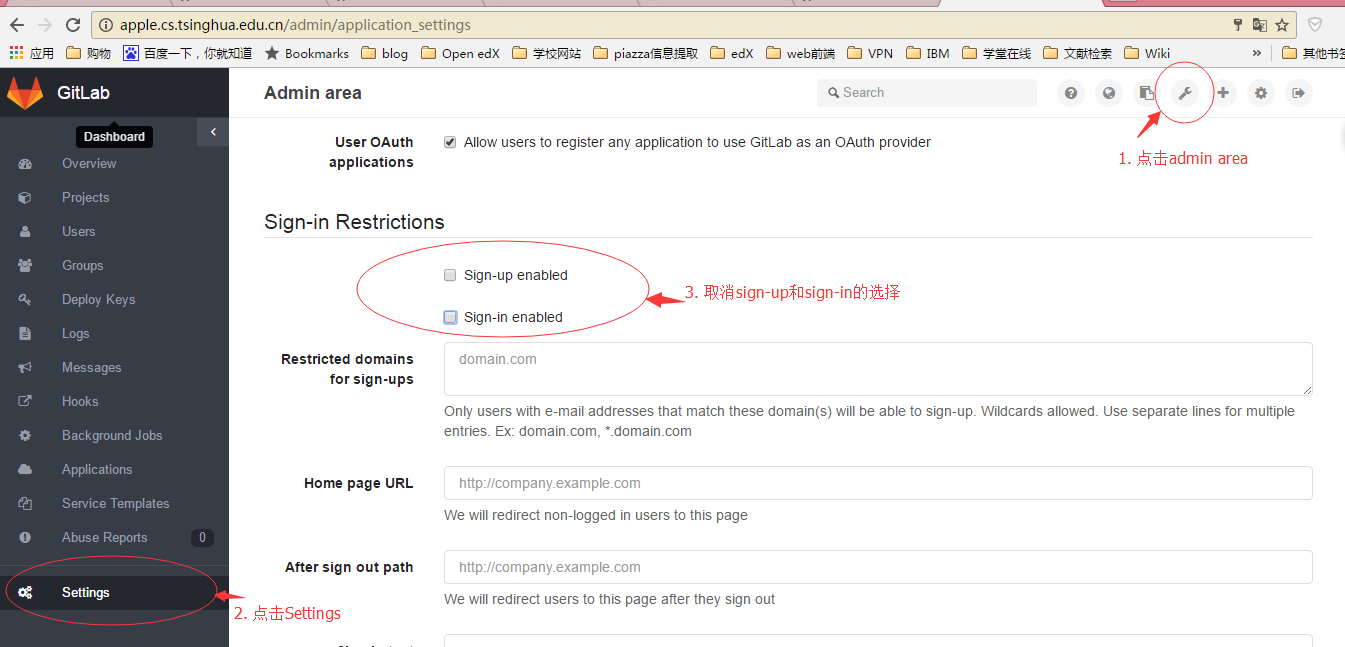 apple.cs.tsinghua.edu.cn/admin/application_settings
应用 购物 百度一下，你就知道 Bookmarks blog Open edX 学校网站 piazza信息提取 edX web前端 VPN IBM 学堂在线 文献检索 Wiki » 其他书签
GitLab
Admin area
Search
Dashboard
Overview
Projects
Users
Groups
Deploy Keys
Logs
Messages
Hooks
Background Jobs
Applications
Service Templates
Abuse Reports 0
Settings
User OAuth
applications
Allow users to register any application to use GitLab as an OAuth provider
1. 点击admin area
Sign-in Restrictions
Sign-up enabled
3. 取消sign-up和sign-in的选择
Sign-in enabled
Restricted domains
for sign-ups
domain.com
Only users with e-mail addresses that match these domain(s) will be able to sign-up. Wildcards allowed. Use separate lines for multiple
entries. Ex: domain.com, *.domain.com
Home page URL
http://company.example.com
We will redirect non-logged in users to this page
After sign out path
http://company.example.com
We will redirect users to this page after they sign out
2. 点击Settings